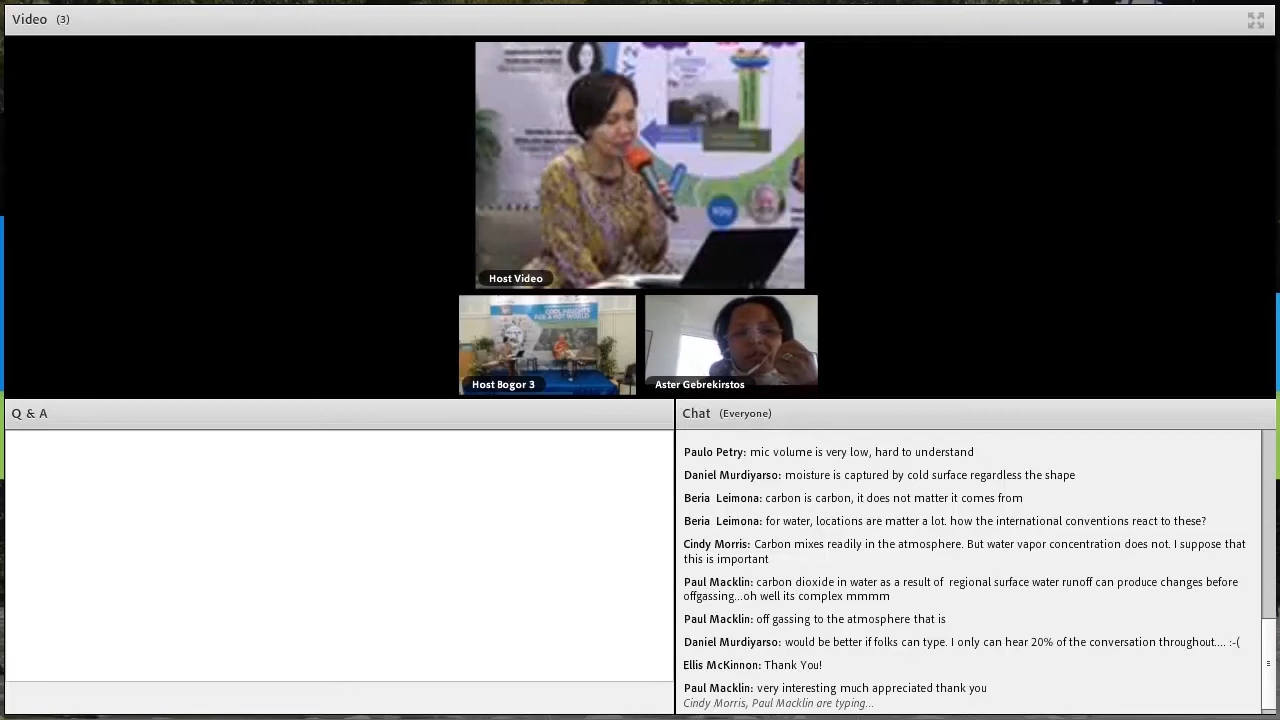 Video (3)
Host Video
COOL INSIGHTS
FOR A HOT WORLD
Host Bogor 3
Aster Gebrekirstos
Q & A
Chat (Everyone)
Paulo Petry: mic volume is very low, hard to understand
Daniel Murdiyarso: moisture is captured by cold surface regardless the shape
Beria Leimona: carbon is carbon, it does not matter it comes from
Beria Leimona: for water, locations are matter a lot. how the international conventions react to these?
Cindy Morris: Carbon mixes readily in the atmosphere. But water vapor concentration does not. I suppose that
this is important
Paul Macklin: carbon dioxide in water as a result of regional surface water runoff can produce changes before
offgassing...oh well its complex mmmm
Paul Macklin: off gassing to the atmosphere that is
Daniel Murdiyarso: would be better if folks can type. I only can hear 20% of the conversation throughout.... :-(
Ellis McKinnon: Thank You!
Paul Macklin: very interesting much appreciated thank you
Cindy Morris, Paul Macklin are typing...